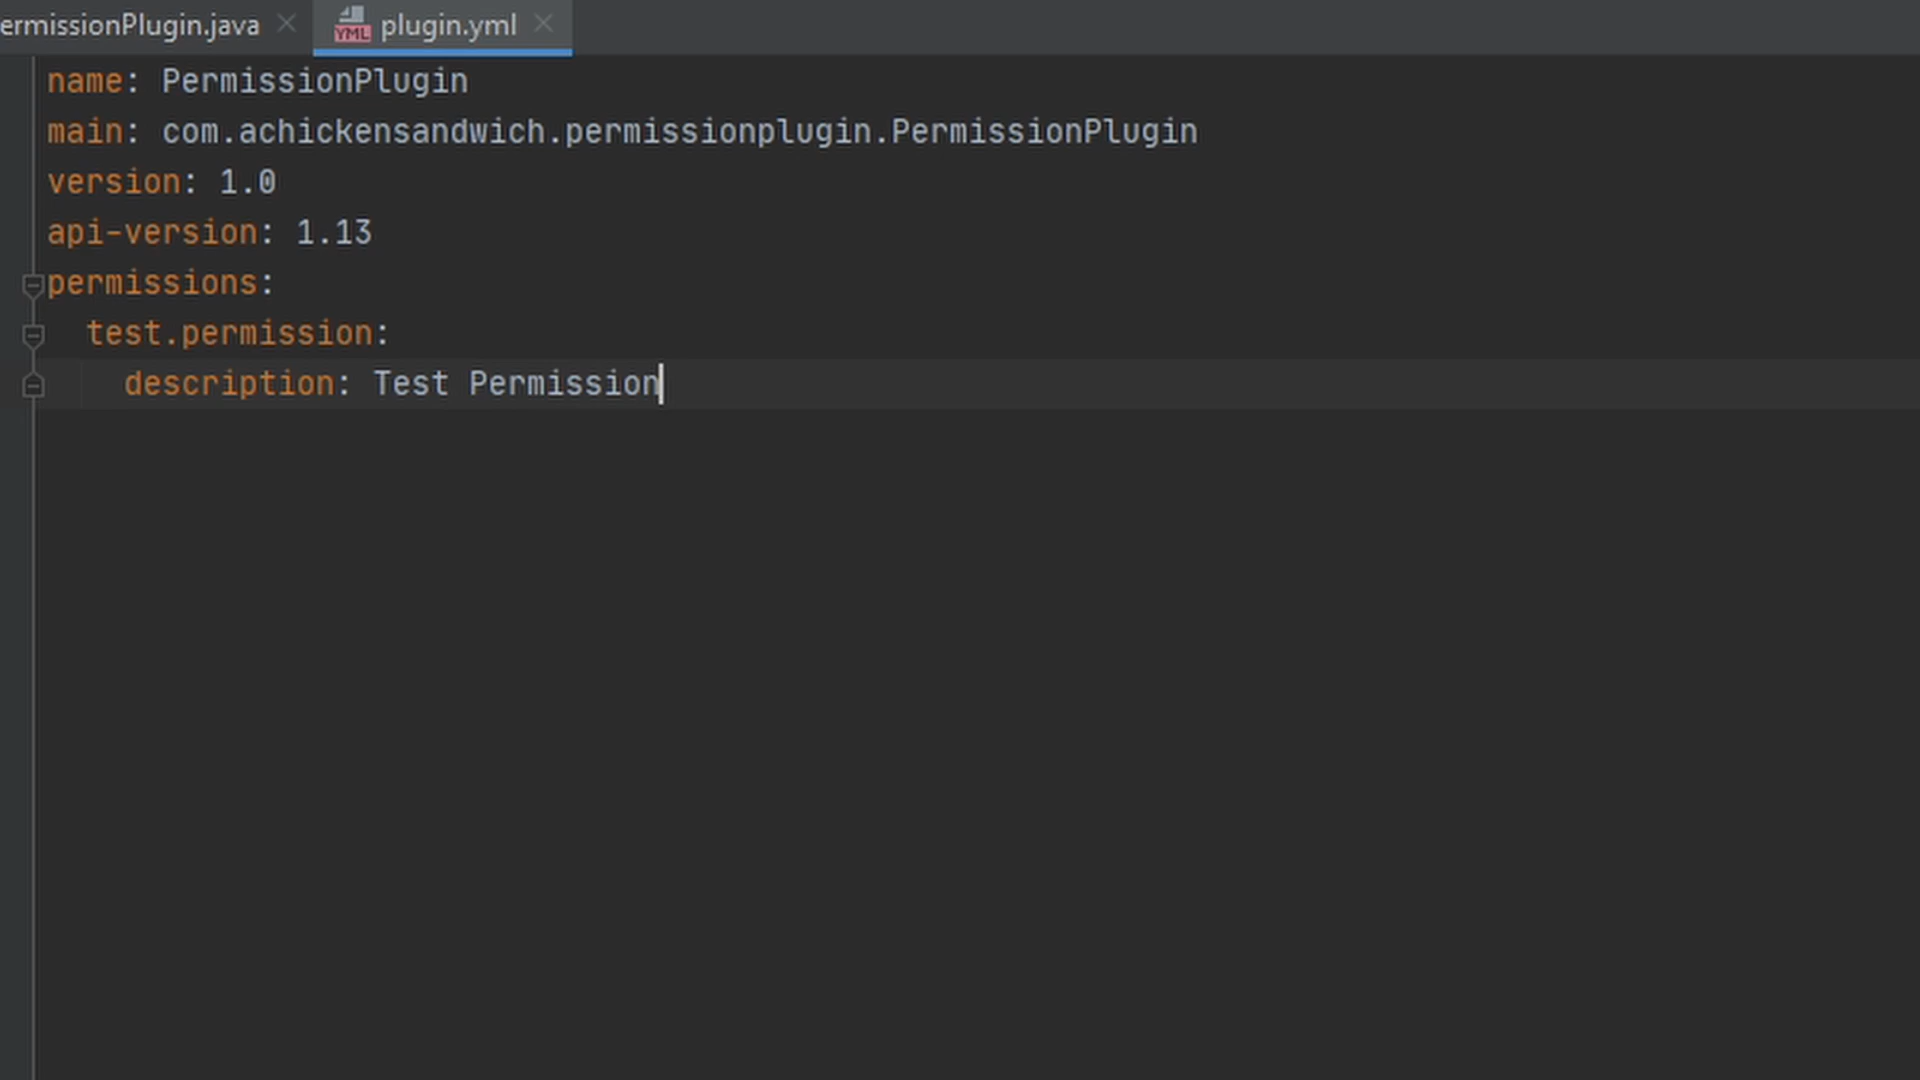 ermissionPlugin.java
YML plugin.yml
name: PermissionPlugin
main: com.achickensandwich.permissionplugin.PermissionPlugin
version: 1.0
api-version: 1.13
permissions:
test.permission:
description: Test Permission